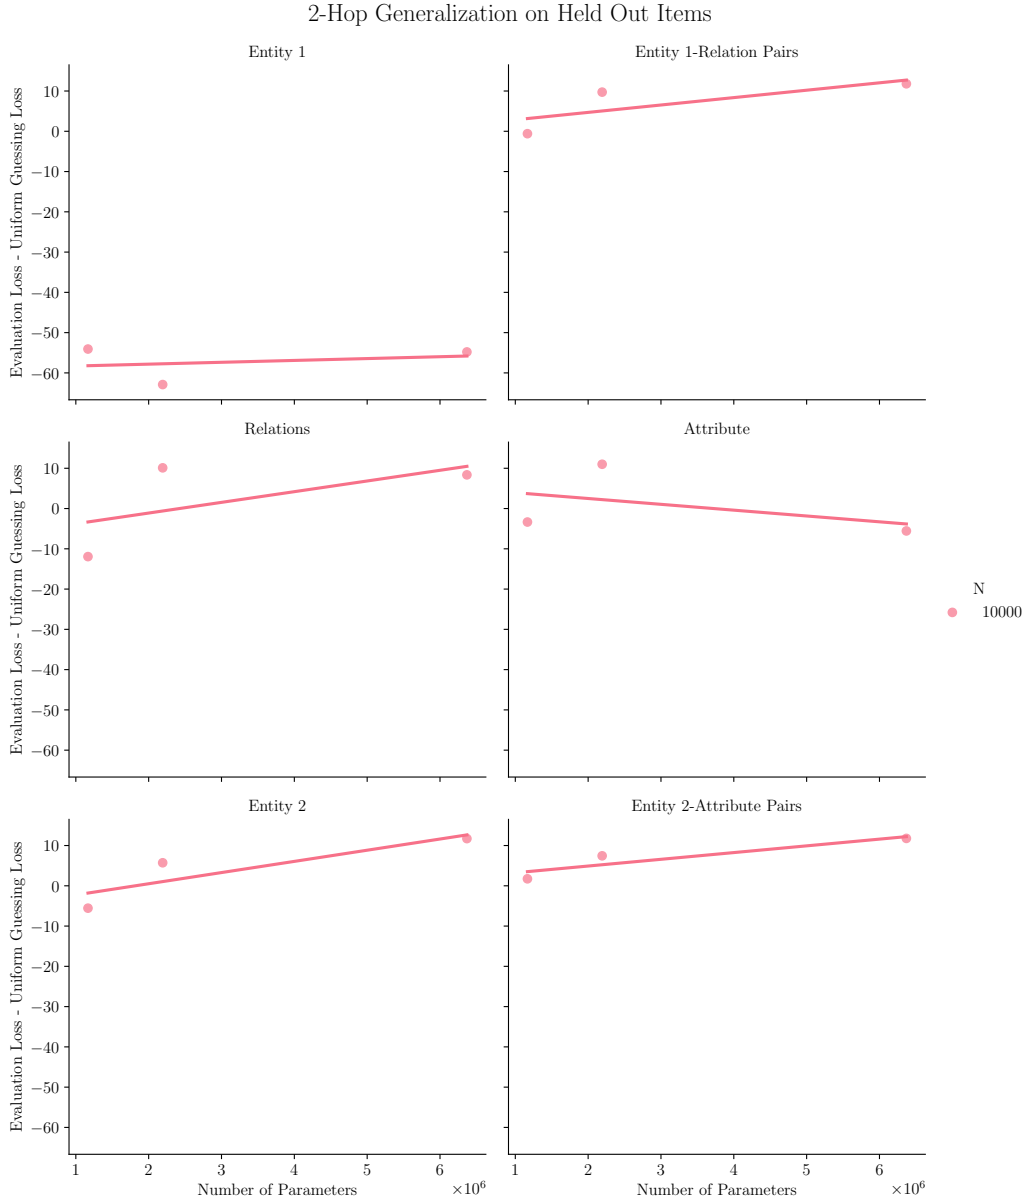 2-Hop Generalization on Held Out Items
Entity 1
Entity 1-Relation Pairs
Evaluation Loss - Uniform Guessing Loss
10
0
−10
−20
−30
−40
−50
−60
Relations
Attribute
Evaluation Loss - Uniform Guessing Loss
10
0
−10
−20
−30
−40
−50
−60
N
10000
Entity 2
Entity 2-Attribute Pairs
Evaluation Loss - Uniform Guessing Loss
10
0
−10
−20
−30
−40
−50
−60
1 2 3 4 5 6
Number of Parameters
×10⁶
1 2 3 4 5 6
Number of Parameters
×10⁶